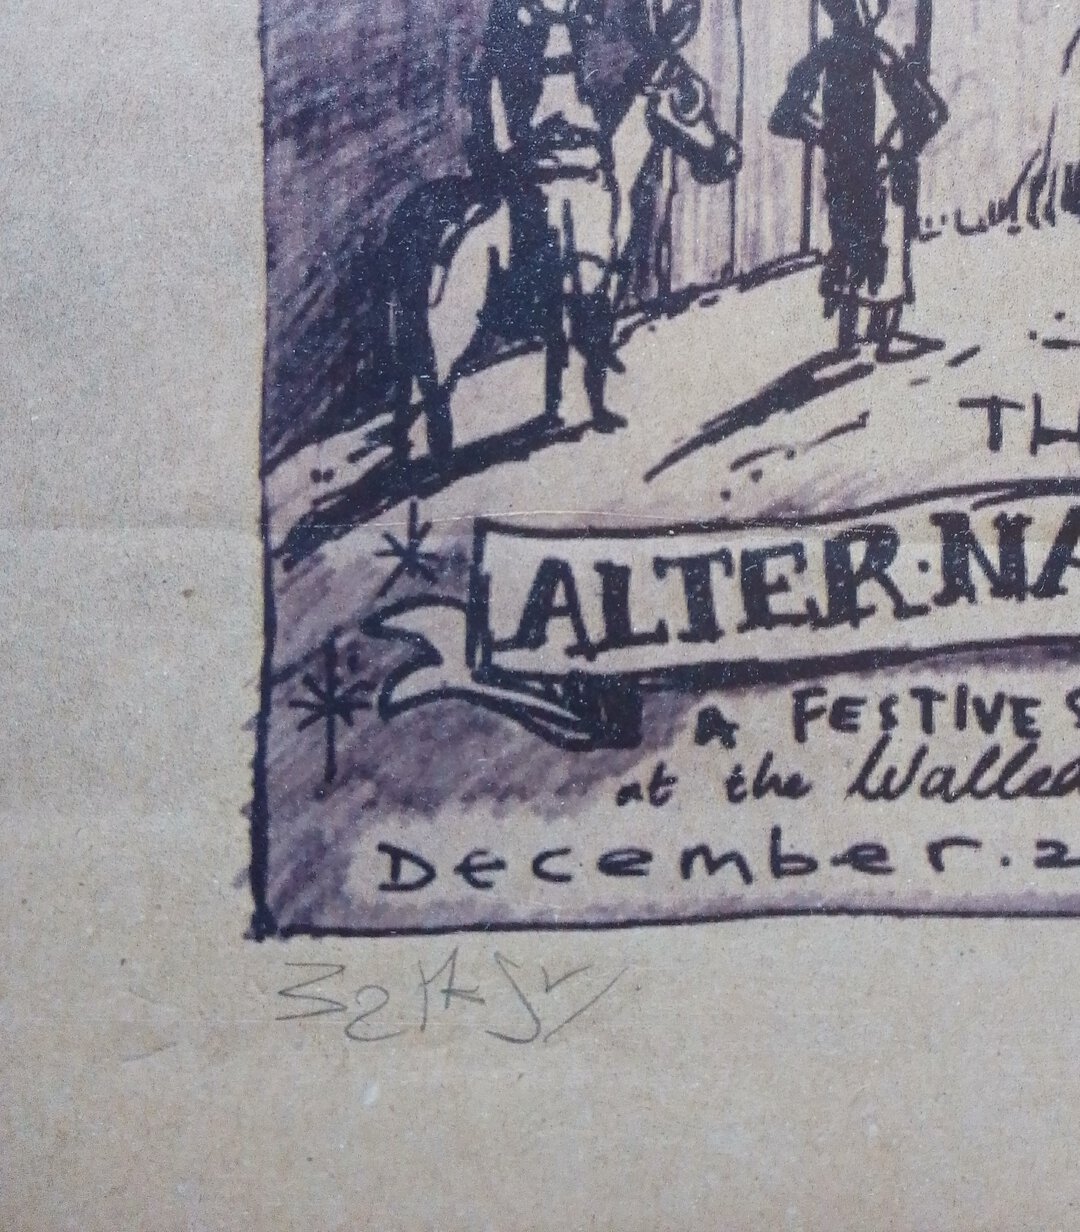 TH
ALTER·NA
A FESTIVE S
at the Walled
December.2